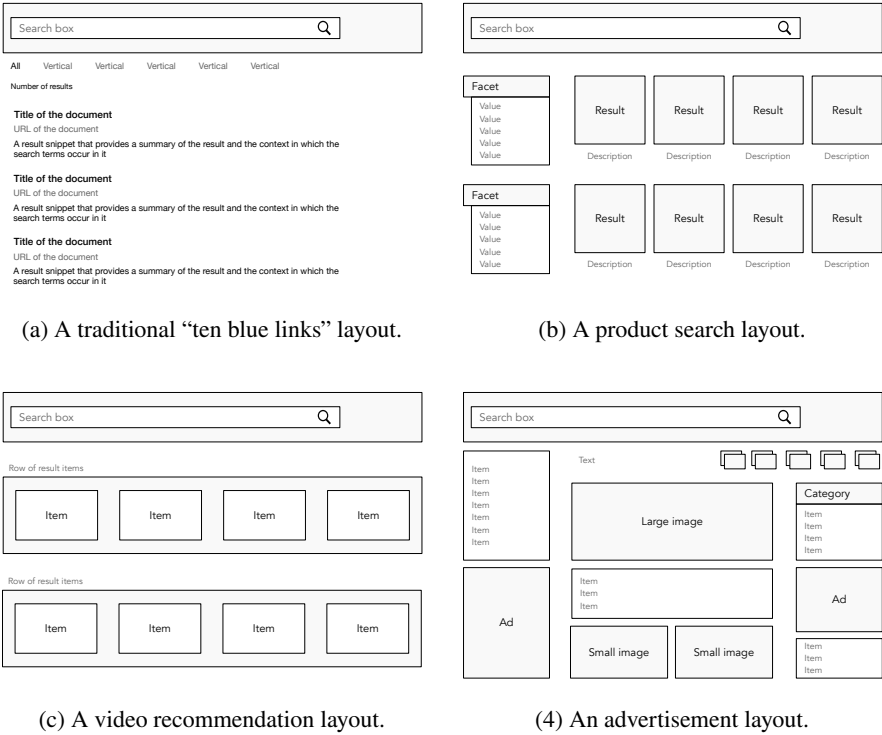 Search box
All Vertical Vertical Vertical Vertical Vertical
Number of results
Title of the document
URL of the document
A result snippet that provides a summary of the result and the context in which the
search terms occur in it
Title of the document
URL of the document
A result snippet that provides a summary of the result and the context in which the
search terms occur in it
Title of the document
URL of the document
A result snippet that provides a summary of the result and the context in which the
search terms occur in it
(a) A traditional “ten blue links” layout.
Search box
Facet
Value
Value
Value
Value
Value
Result Result Result Result
Description Description Description Description
Facet
Value
Value
Value
Value
Value
Result Result Result Result
Description Description Description Description
(b) A product search layout.
Search box
Row of result items
Item Item Item Item
Row of result items
Item Item Item Item
(c) A video recommendation layout.
Search box
Item
Item
Item
Item
Item
Item
Item
Ad
Text
Large image
Item
Item
Item
Small image Small image
Category
Item
Item
Item
Item
Ad
Item
Item
Item
(4) An advertisement layout.